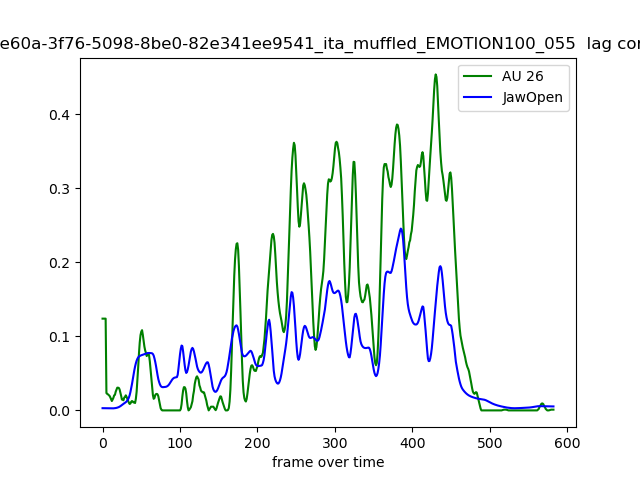 e60a-3f76-5098-8be0-82e341ee9541_ita_muffled_EMOTION100_055 lag cor
AU 26
JawOpen
0.4
0.3
0.2
0.1
0.0
0 100 200 300 400 500 600
frame over time